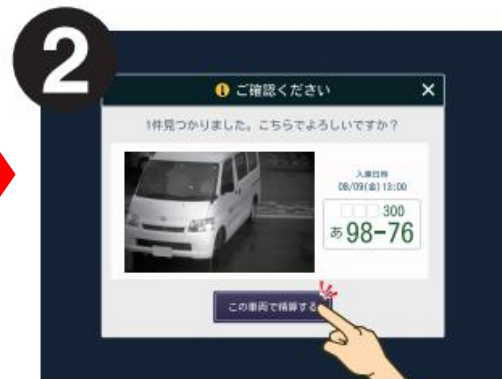 2
ご確認ください
1件見つかりました。こちらでよろしいですか？
入庫日時
08/09(金)13:00
□□□ 300
あ 98-76
この車両で精算する